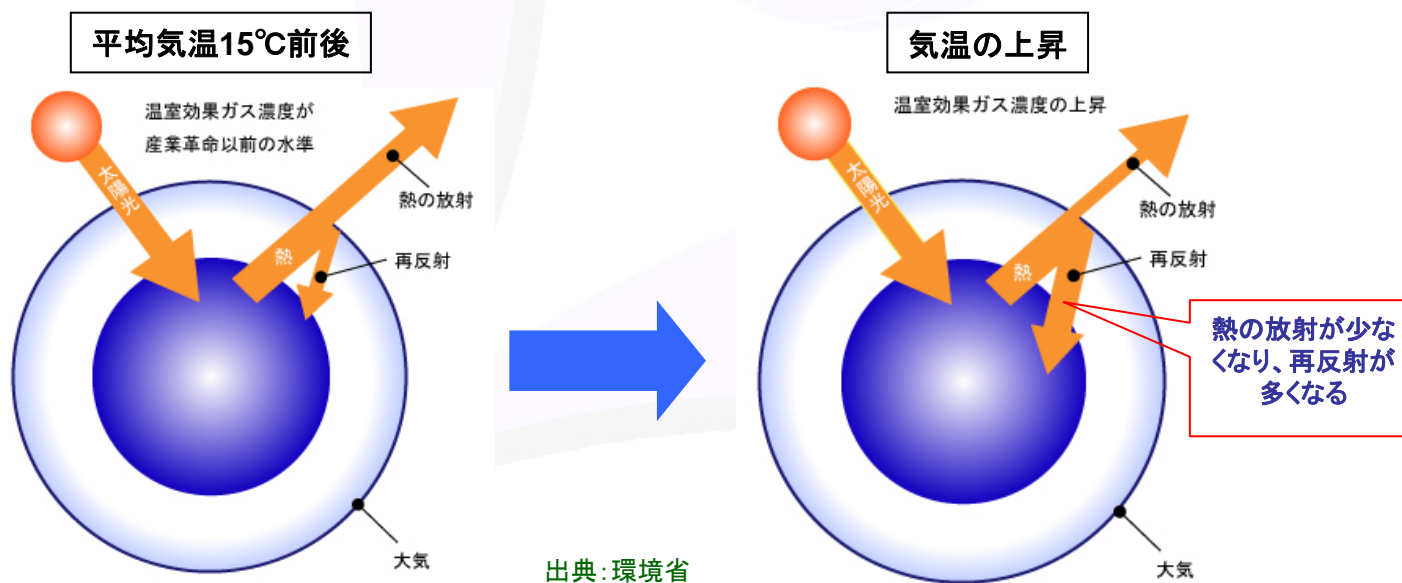 平均気温15℃前後
温室効果ガス濃度が
産業革命以前の水準
太陽光
熱の放射
熱
再反射
大気
気温の上昇
温室効果ガス濃度の上昇
太陽光
熱の放射
熱
再反射
熱の放射が少な
くなり、再反射が
多くなる
大気
出典:環境省